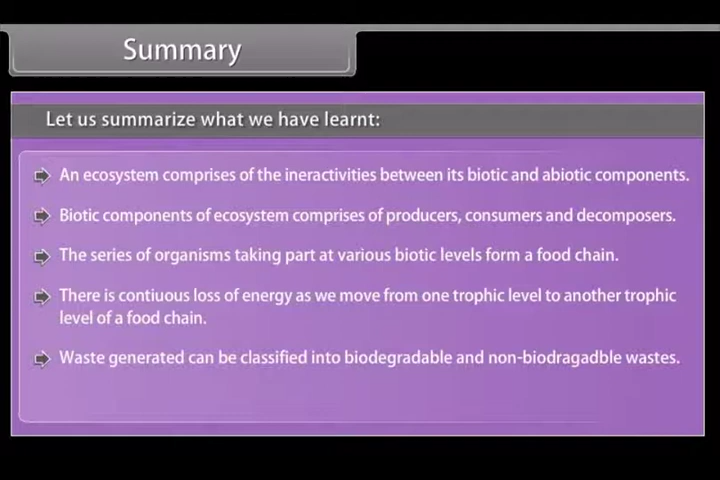 Summary
Let us summarize what we have learnt:
An ecosystem comprises of the ineractivities between its biotic and abiotic components.
Biotic components of ecosystem comprises of producers, consumers and decomposers.
The series of organisms taking part at various biotic levels form a food chain.
There is contiuous loss of energy as we move from one trophic level to another trophic
level of a food chain.
Waste generated can be classified into biodegradable and non-biodragadble wastes.